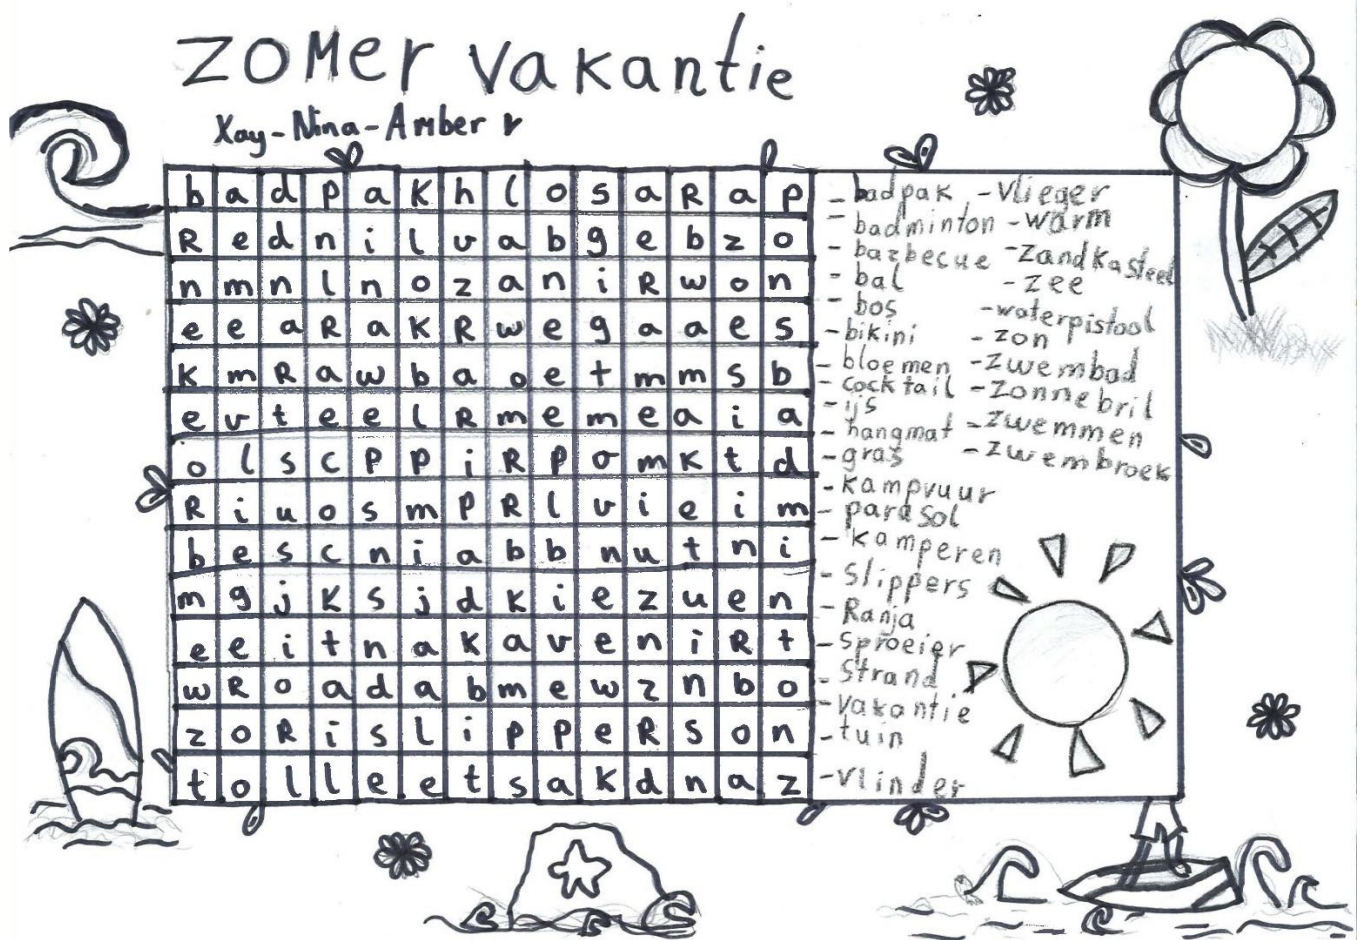 zomer vakantie
Xay-Nina-Amber
b a d p a k h l o s a R a p
R e d n i l v a b g e b z o
n m n l n o z a n i R w o n
e e a R a k R w e g a a e s
k m R a w b a o e t m m s b
e v t e e l R m e m e a i a
o l s c p p i R p o m k t d
R i u o s m p R l v i e i m
b e s c n i a b b n u t n i
m g j k s j d k i e z u e n
e e i t n a k a v e n i R t
w R o a d a b m e w z n b o
z o R i s l i p p e R s o n
t o l l e e t s a k d n a z
- badpak - vlieger
- badminton - warm
- barbecue - zandkasteel
- bal - zee
- bos - waterpistool
- bikini - zon
- bloemen - zwembad
- cocktail - zonnebril
- ijs - zwemmen
- hangmat - zwembroek
- gras
- kampvuur
- parasol
- kamperen
- slippers
- Ranja
- sproeier
- strand
- vakantie
- tuin
- vlinder